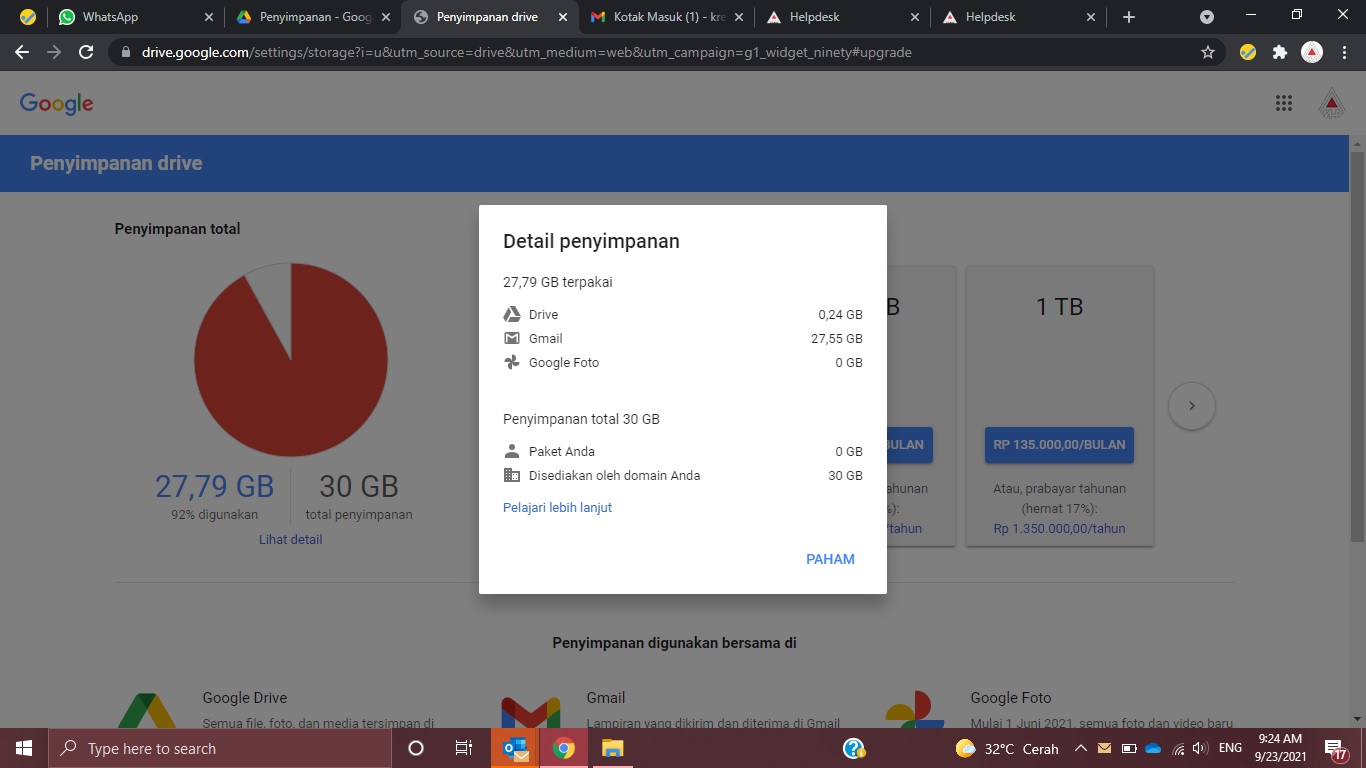 WhatsApp
Penyimpanan - Goog
Penyimpanan drive
Kotak Masuk (1) - kre
Helpdesk
Helpdesk
drive.google.com/settings/storage?i=u&utm_source=drive&utm_medium=web&utm_campaign=g1_widget_ninety#upgrade
Google
Penyimpanan drive
Penyimpanan total
27,79 GB
92% digunakan
30 GB
total penyimpanan
Lihat detail
Detail penyimpanan
27,79 GB terpakai
Drive 0,24 GB
Gmail 27,55 GB
Google Foto 0 GB
Penyimpanan total 30 GB
Paket Anda 0 GB
Disediakan oleh domain Anda 30 GB
Pelajari lebih lanjut
PAHAM
B
BULAN
ahunan
%):
/tahun
1 TB
RP 135.000,00/BULAN
Atau, prabayar tahunan
(hemat 17%):
Rp 1.350.000,00/tahun
Penyimpanan digunakan bersama di
Google Drive
Semua file, foto, dan media tersimpan di
Gmail
Lampiran yang dikirim dan diterima di Gmail
Google Foto
Mulai 1 Juni 2021, semua foto dan video baru
Type here to search
32°C Cerah
ENG
9:24 AM
9/23/2021
17